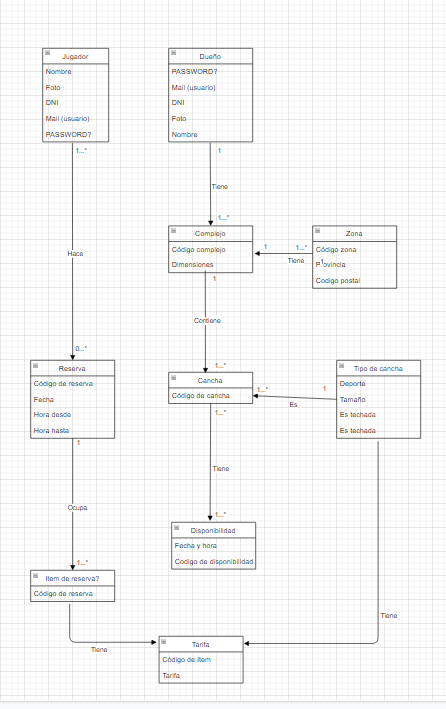 Jugador
Nombre
Foto
DNI
Mail (usuario)
PASSWORD?
1...*
Dueño
PASSWORD?
Mail (usuario)
DNI
Foto
Nombre
1
Tiene
1...*
Complejo
Código complejo
Dimensiones
1
1...*
Tiene
1
Zona
Código zona
Provincia
Codigo postal
1
Hace
Contiene
0...*
1...*
Reserva
Código de reserva
Fecha
Hora desde
Hora hasta
1
Cancha
Código de cancha
1...*
1...*
1
Es
Tipo de cancha
Deporte
Tamaño
Es techada
Es techada
Tiene
Ocupa
1...*
1...*
Disponibilidad
Fecha y hora
Codigo de disponibilidad
Item de reserva?
Código de reserva
Tiene
Tiene
Tarifa
Código de ítem
Tarifa